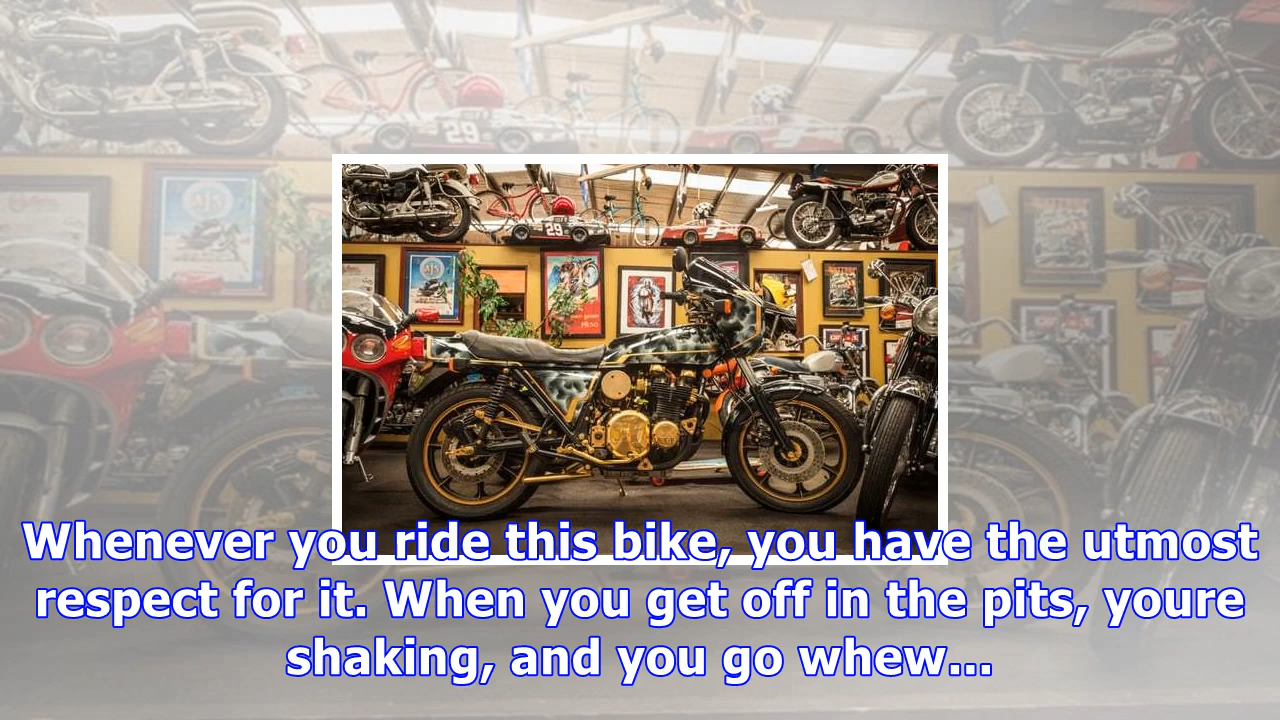 29
Whenever you ride this bike, you have the utmost
respect for it. When you get off in the pits, youre
shaking, and you go whew...